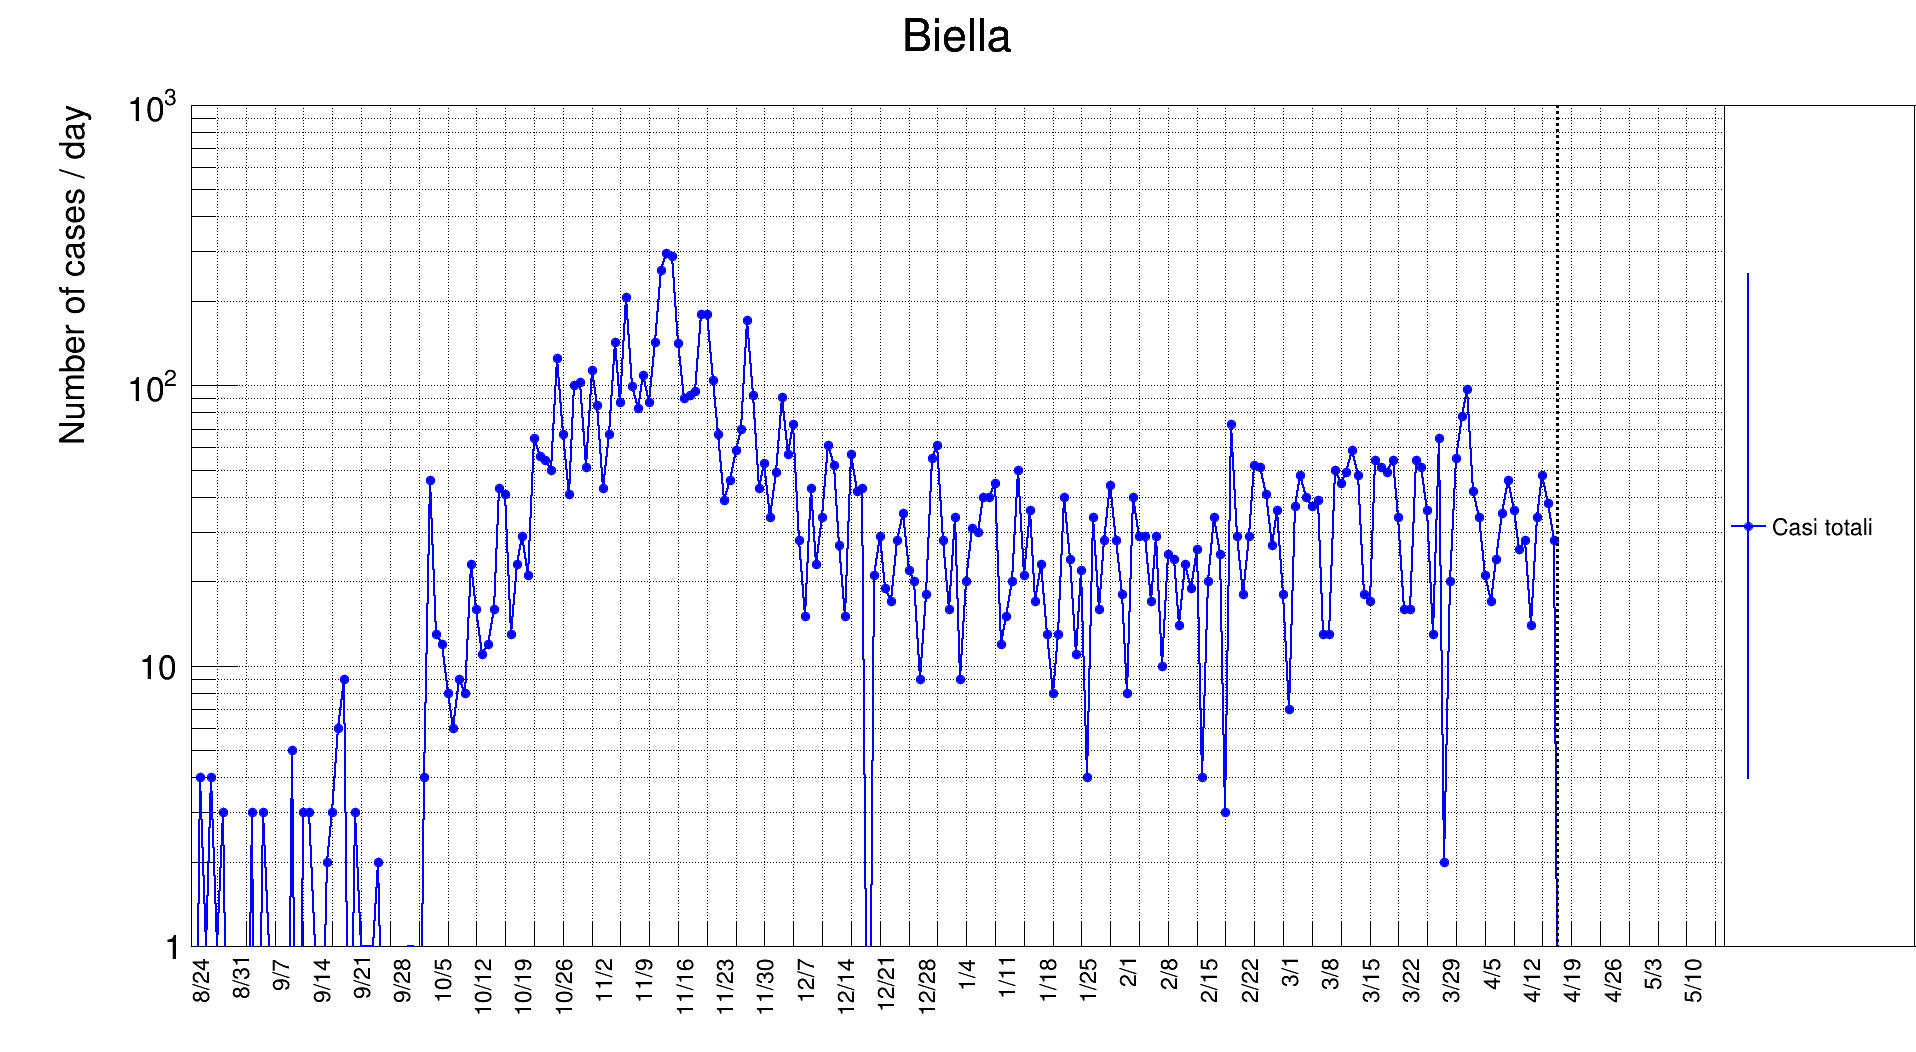 Biella
Number of cases / day
10³
10²
10
1
8/24 8/31 9/7 9/14 9/21 9/28 10/5 10/12 10/19 10/26 11/2 11/9 11/16 11/23 11/30 12/7 12/14 12/21 12/28 1/4 1/11 1/18 1/25 2/1 2/8 2/15 2/22 3/1 3/8 3/15 3/22 3/29 4/5 4/12 4/19 4/26 5/3 5/10
Casi totali